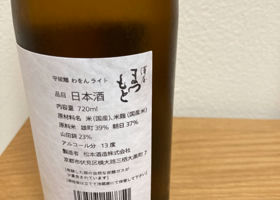 澤屋
まつもと
守破離 わをん ライト
品目 日本酒
内容量 720ml
原材料名 米(国産)、米麹(国産米)
原料米 雄町 39% 朝日 37%
山田錦 23%
アルコール分 13度
製造者 松本酒造株式会社
京都市伏見区横大路三栖大黒町7